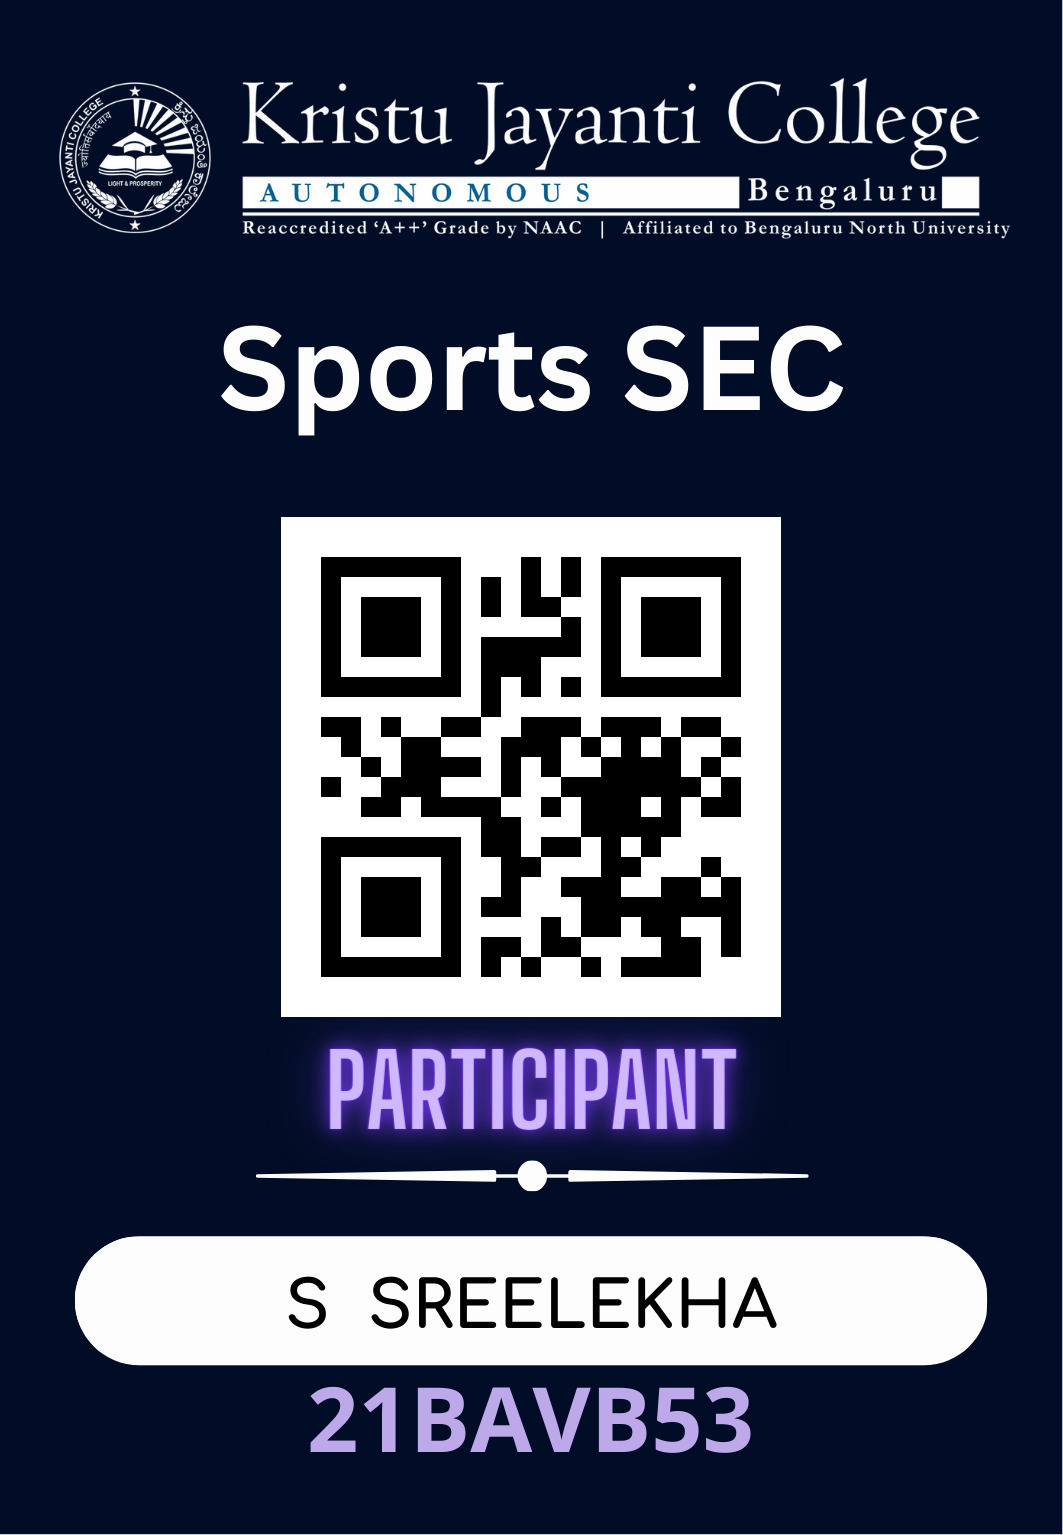 Kristu Jayanti College
AUTONOMOUS Bengaluru
Reaccredited ‘A++’ Grade by NAAC | Affiliated to Bengaluru North University
KRISTU JAYANTI COLLEGE
ಕ್ರಿಸ್ತು ಜಯಂತಿ ಕಾಲೇಜು
LIGHT & PROSPERITY
Sports SEC
PARTICIPANT
S SREELEKHA
21BAVB53